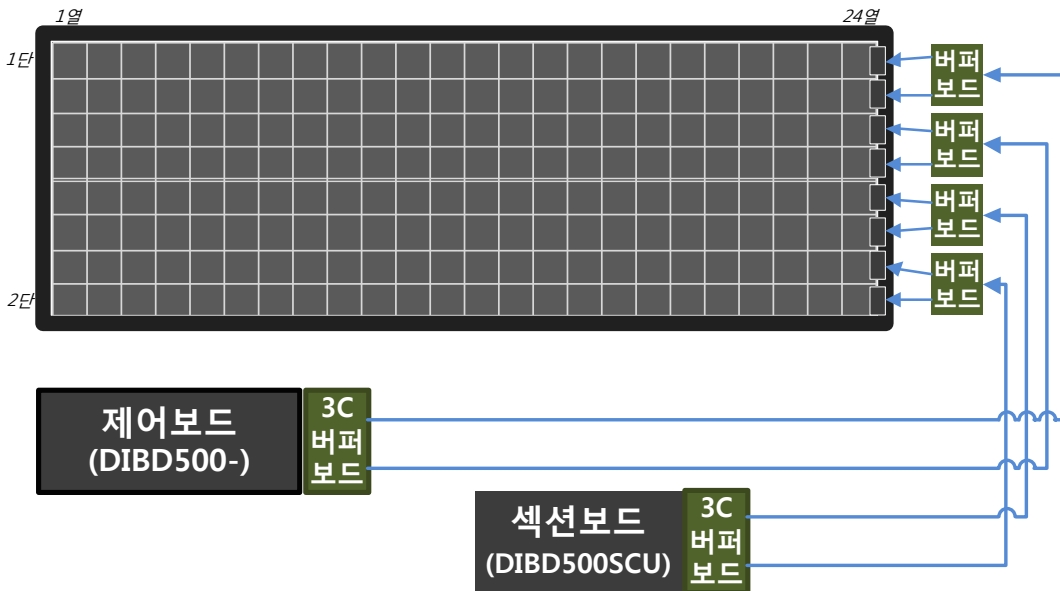 1열
24열
1단
2단
버퍼
보드
버퍼
보드
버퍼
보드
버퍼
보드
제어보드
(DIBD500-)
3C
버퍼
보드
섹션보드
(DIBD500SCU)
3C
버퍼
보드